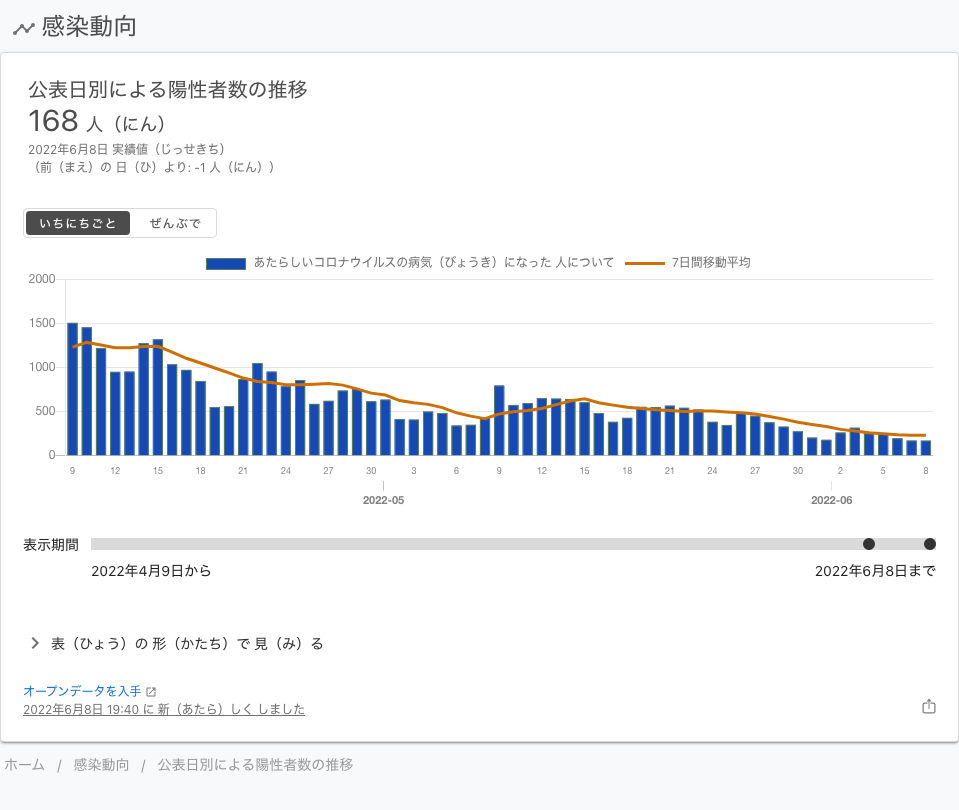 感染動向
公表日別による陽性者数の推移
168 人（にん）
2022年6月8日 実績値（じっせきち）
（前（まえ）の 日（ひ）より: -1 人（にん））
いちにちごと ぜんぶで
あたらしいコロナウイルスの病気（びょうき）になった 人について 7日間移動平均
2000
1500
1000
500
0
9 12 15 18 21 24 27 30 3 6 9 12 15 18 21 24 27 30 2 5 8
2022-05 2022-06
表示期間
2022年4月9日から 2022年6月8日まで
表（ひょう）の 形（かたち）で 見（み）る
オープンデータを入手
2022年6月8日 19:40 に 新（あたら）しく しました
ホーム / 感染動向 / 公表日別による陽性者数の推移